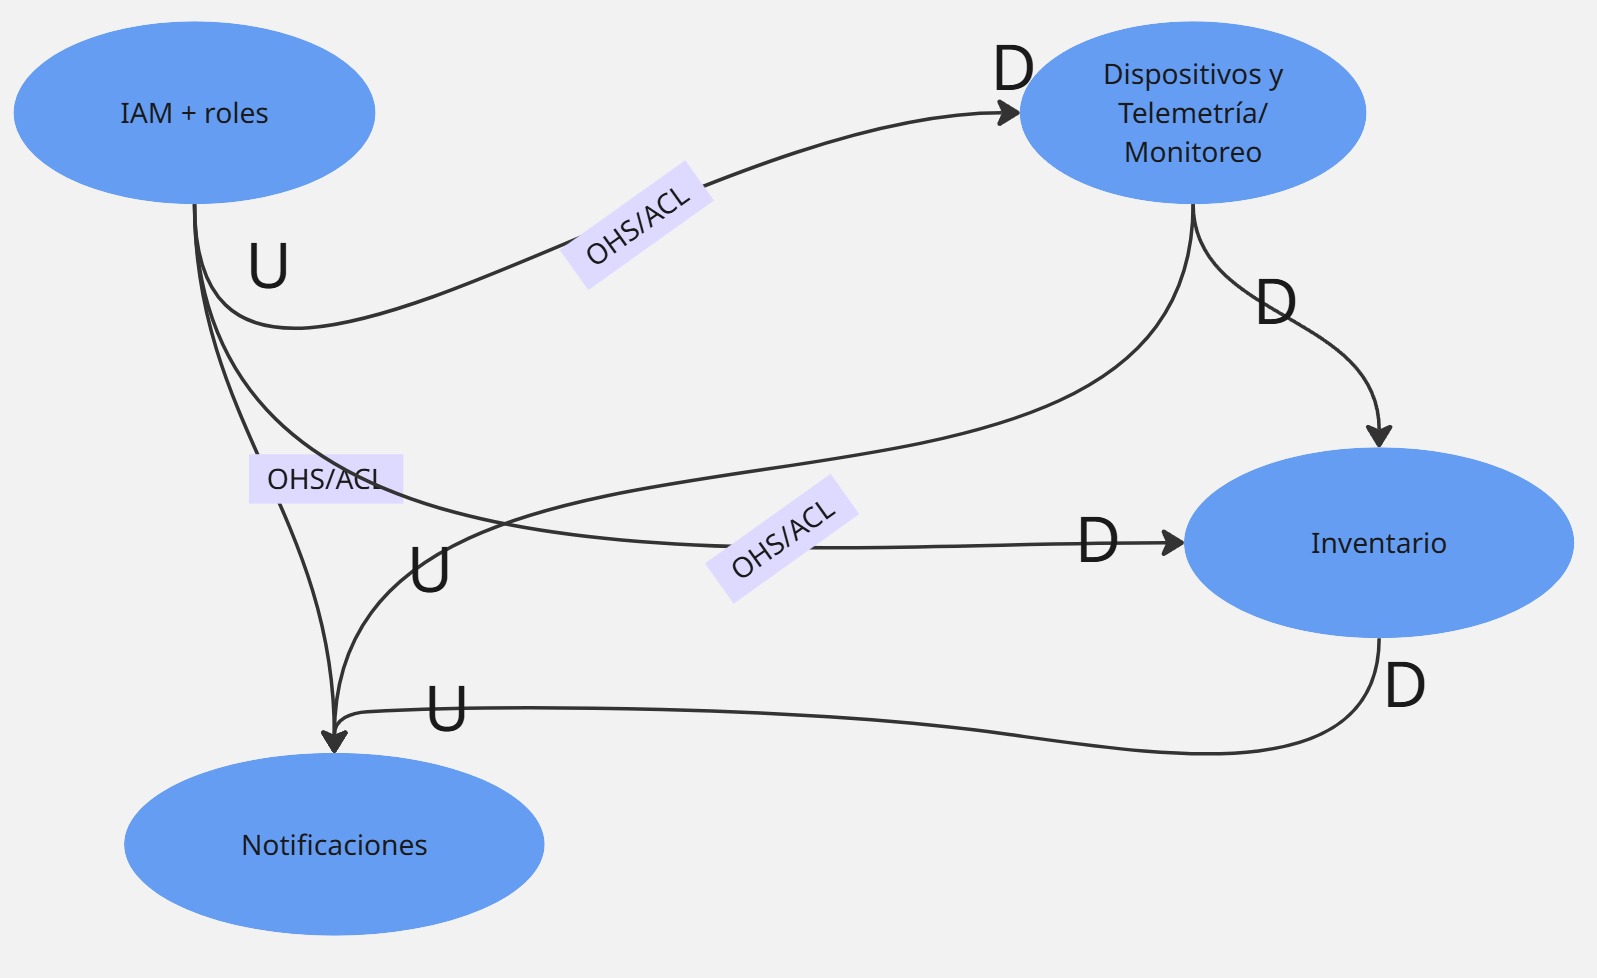 IAM + roles
D
Dispositivos y
Telemetría/
Monitoreo
OHS/ACL
U
D
OHS/ACL
OHS/ACL
D
Inventario
U
U
D
Notificaciones